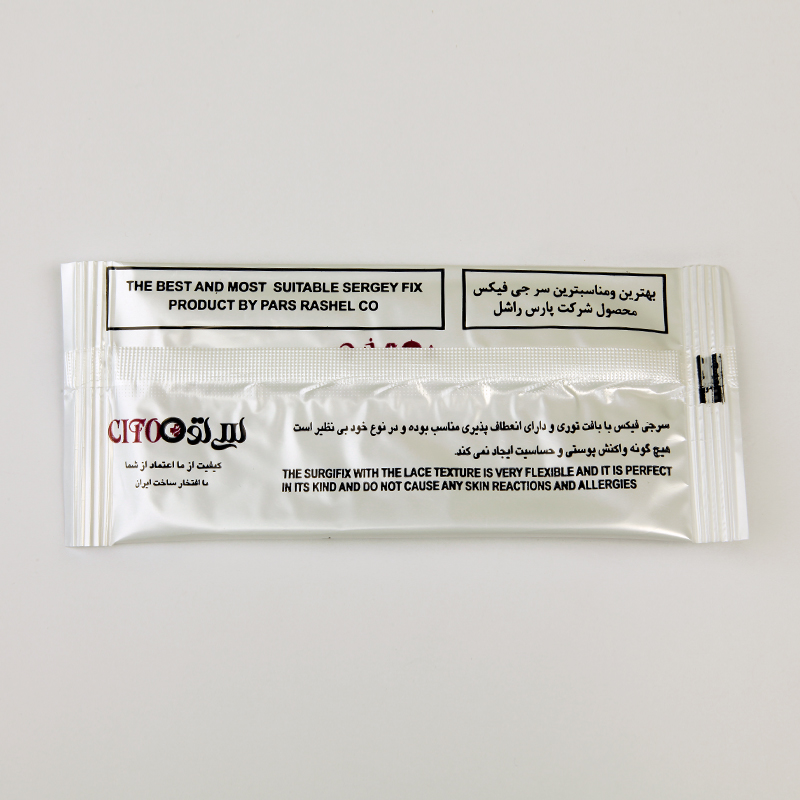 THE BEST AND MOST SUITABLE SERGEY FIX
PRODUCT BY PARS RASHEL CO
بهترین ومناسبترین سر جی فیکس
محصول شرکت پارس راشل
CITO سیتو
کیفیت از ما اعتماد از شما
با افتخار ساخت ایران
سرجی فیکس با بافت توری و دارای انعطاف پذیری مناسب بوده و در نوع خود بی نظیر است
هیچ گونه واکنش پوستی و حساسیت ایجاد نمی کند.
THE SURGIFIX WITH THE LACE TEXTURE IS VERY FLEXIBLE AND IT IS PERFECT
IN ITS KIND AND DO NOT CAUSE ANY SKIN REACTIONS AND ALLERGIES